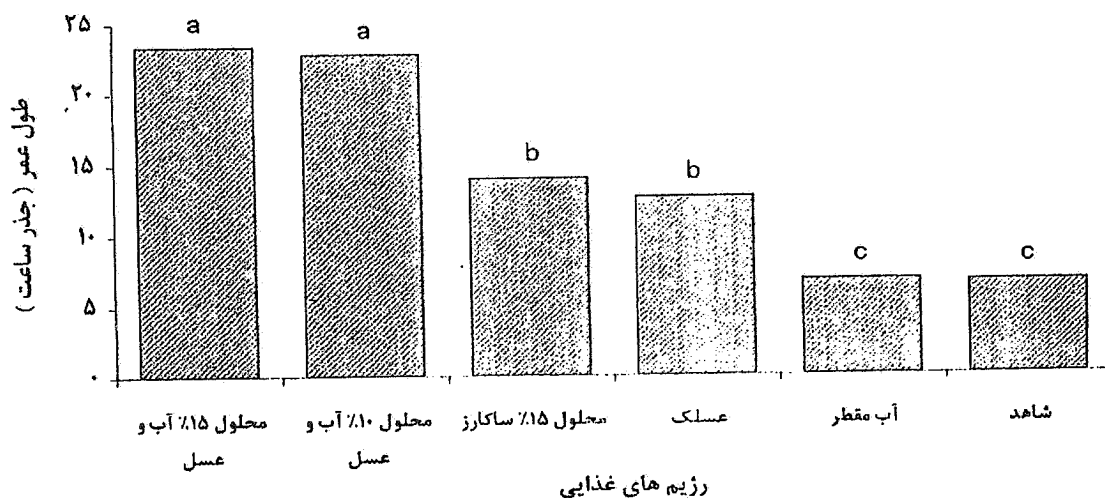 طول عمر ( جذر ساعت )
۲۵
۲۰
۱۵
۱۰
۵
۰
a
a
b
b
c
c
محلول ۱۵٪ آب و
عسل
محلول ۱۰٪ آب و
عسل
محلول ۱۵٪ ساکارز
عسلک
آب مقطر
شاهد
رژیم های غذایی